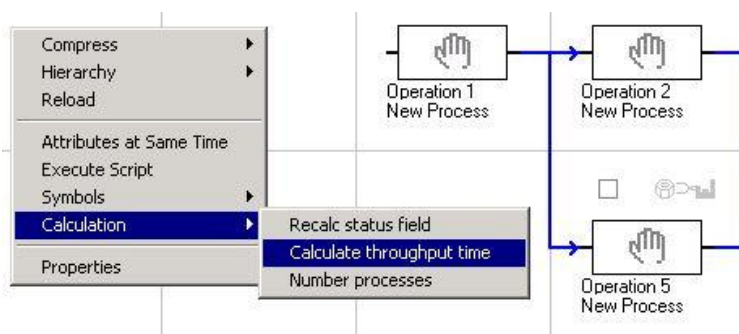 Compress
Hierarchy
Reload
Attributes at Same Time
Execute Script
Symbols
Calculation
Properties
Recalc status field
Calculate throughput time
Number processes
Operation 1
New Process
Operation 2
New Process
Operation 5
New Process